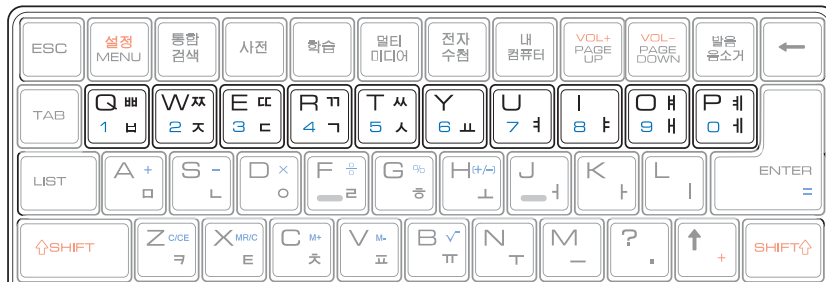 ESC 설정 MENU 통합 검색 사전 학습 멀티 미디어 전자 수첩 내 컴퓨터 VOL+ PAGE UP VOL- PAGE DOWN 발음 음소거 ←
TAB Q ㅃ 1 ㅂ W ㅉ 2 ㅈ E ㄸ 3 ㄷ R ㄲ 4 ㄱ T ㅆ 5 ㅅ Y 6 ㅛ U 7 ㅕ I 8 ㅑ O ㅒ 9 ㅐ P ㅖ 0 ㅔ
LIST A + ㅁ S - ㄴ D × ㅇ F ÷ ㄹ G % ㅎ H (+/-) ㅗ J ㅓ K ㅏ L ㅣ ENTER =
⇧SHIFT Z C/CE ㅋ X MR/C ㅌ C M+ ㅊ V M- ㅍ B √ ㅠ N ㅜ M ㅡ ? . ↑ + SHIFT⇧